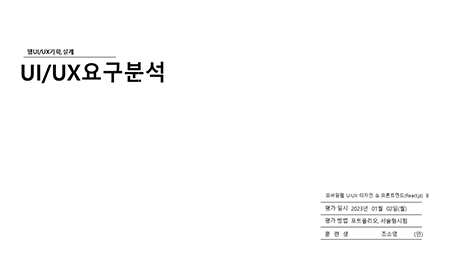 웹UI/UX기획,설계
UI/UX요구분석
모바일웹 UIUX 디자인 & 프론트엔드(React.js) 8
평가 일시 2023년 01월 02일(월)
평가 방법 포트폴리오, 서술형시험
훈 련 생 조소영 (인)